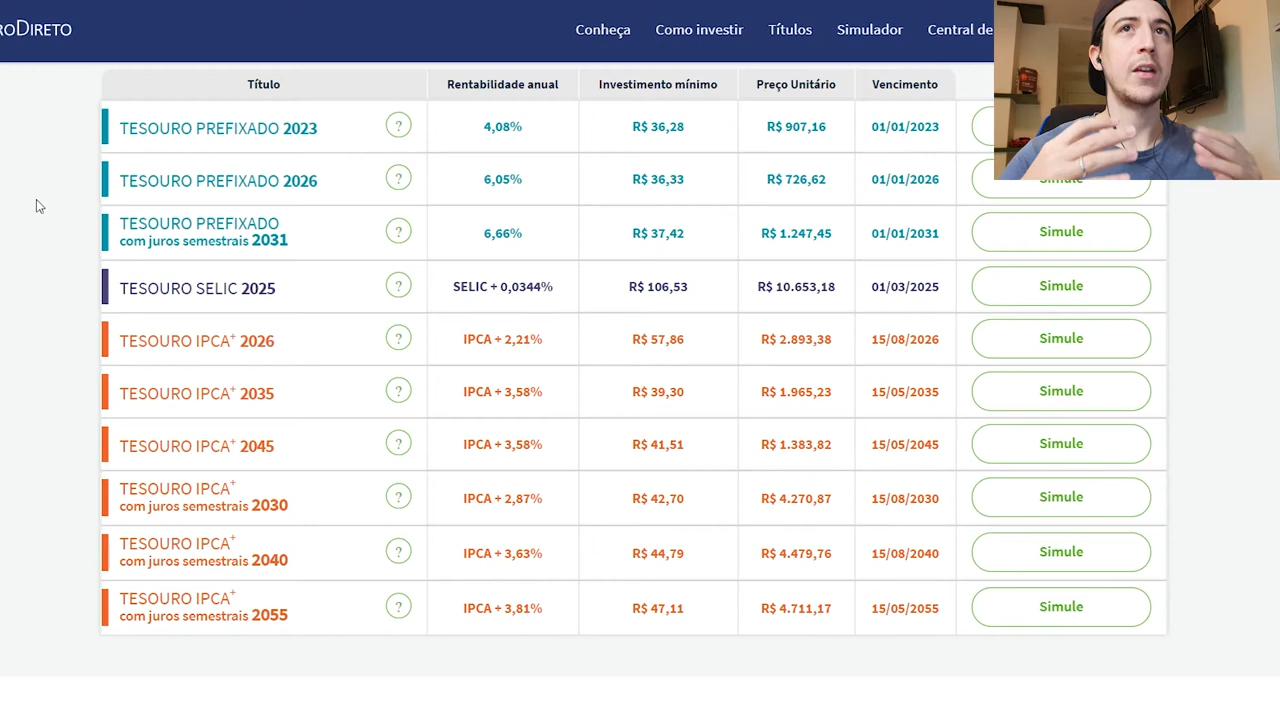 RODIRETO
Conheça Como investir Títulos Simulador Central de
Título Rentabilidade anual Investimento mínimo Preço Unitário Vencimento
TESOURO PREFIXADO 2023 ? 4,08% R$ 36,28 R$ 907,16 01/01/2023
TESOURO PREFIXADO 2026 ? 6,05% R$ 36,33 R$ 726,62 01/01/2026 Simule
TESOURO PREFIXADO
com juros semestrais 2031 ? 6,66% R$ 37,42 R$ 1.247,45 01/01/2031 Simule
TESOURO SELIC 2025 ? SELIC + 0,0344% R$ 106,53 R$ 10.653,18 01/03/2025 Simule
TESOURO IPCA+ 2026 ? IPCA + 2,21% R$ 57,86 R$ 2.893,38 15/08/2026 Simule
TESOURO IPCA+ 2035 ? IPCA + 3,58% R$ 39,30 R$ 1.965,23 15/05/2035 Simule
TESOURO IPCA+ 2045 ? IPCA + 3,58% R$ 41,51 R$ 1.383,82 15/05/2045 Simule
TESOURO IPCA+
com juros semestrais 2030 ? IPCA + 2,87% R$ 42,70 R$ 4.270,87 15/08/2030 Simule
TESOURO IPCA+
com juros semestrais 2040 ? IPCA + 3,63% R$ 44,79 R$ 4.479,76 15/08/2040 Simule
TESOURO IPCA+
com juros semestrais 2055 ? IPCA + 3,81% R$ 47,11 R$ 4.711,17 15/05/2055 Simule